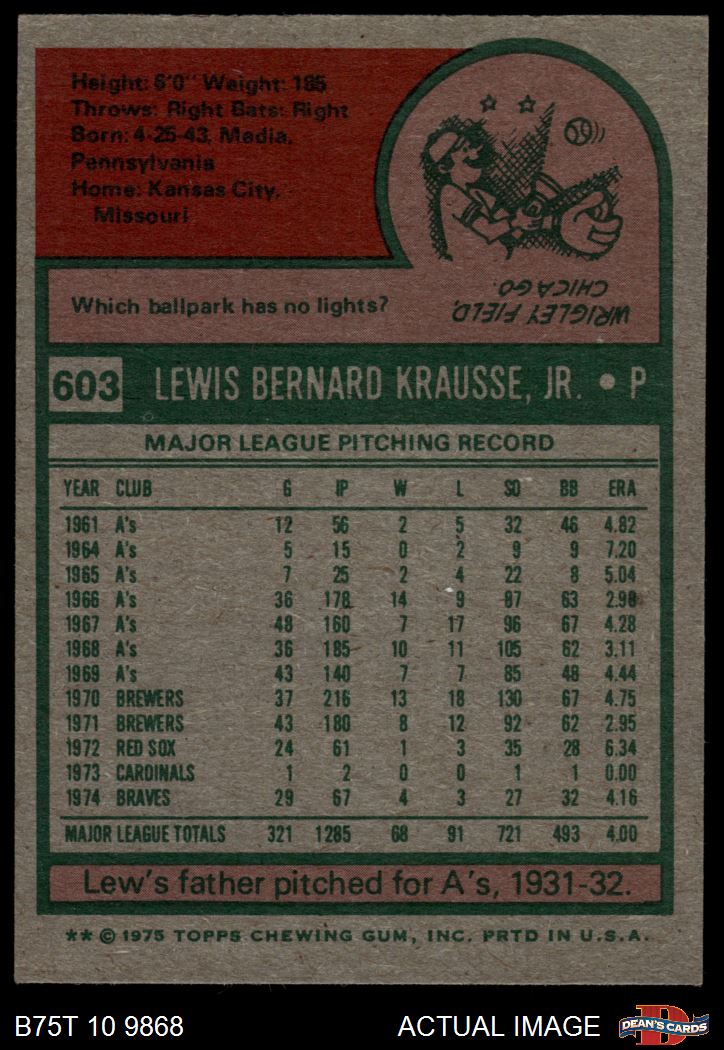 Height: 6'0" Weight: 185
Throws: Right Bats: Right
Born: 4-25-43, Media,
Pennsylvania
Home: Kansas City,
Missouri
Which ballpark has no lights?
WRIGLEY FIELD,
CHICAGO.
603 LEWIS BERNARD KRAUSSE, JR. • P
MAJOR LEAGUE PITCHING RECORD
YEAR CLUB G IP W L SO BB ERA
1961 A's 12 56 2 5 32 46 4.82
1964 A's 5 15 0 2 9 9 7.20
1965 A's 7 25 2 4 22 8 5.04
1966 A's 36 178 14 9 87 63 2.98
1967 A's 48 160 7 17 96 67 4.28
1968 A's 36 185 10 11 105 62 3.11
1969 A's 43 140 7 7 85 48 4.44
1970 BREWERS 37 216 13 18 130 67 4.75
1971 BREWERS 43 180 8 12 92 62 2.95
1972 RED SOX 24 61 1 3 35 28 6.34
1973 CARDINALS 1 2 0 0 1 1 0.00
1974 BRAVES 29 67 4 3 27 32 4.16
MAJOR LEAGUE TOTALS 321 1285 68 91 721 493 4.00
Lew's father pitched for A's, 1931-32.
** © 1975 TOPPS CHEWING GUM, INC. PRTD IN U.S.A.
B75T 10 9868 ACTUAL IMAGE
D
DEAN'S CARDS